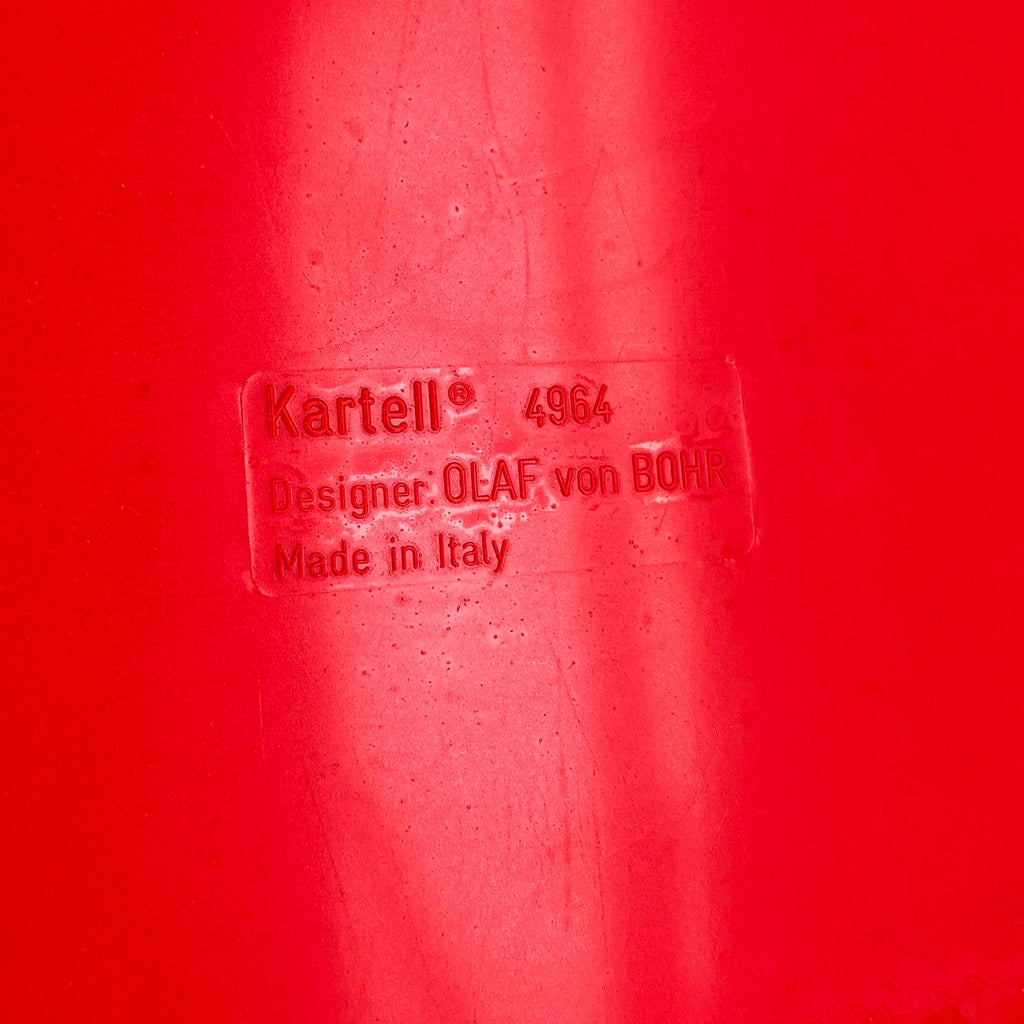 Kartell® 4964
Designer: OLAF von BOHR
Made in Italy